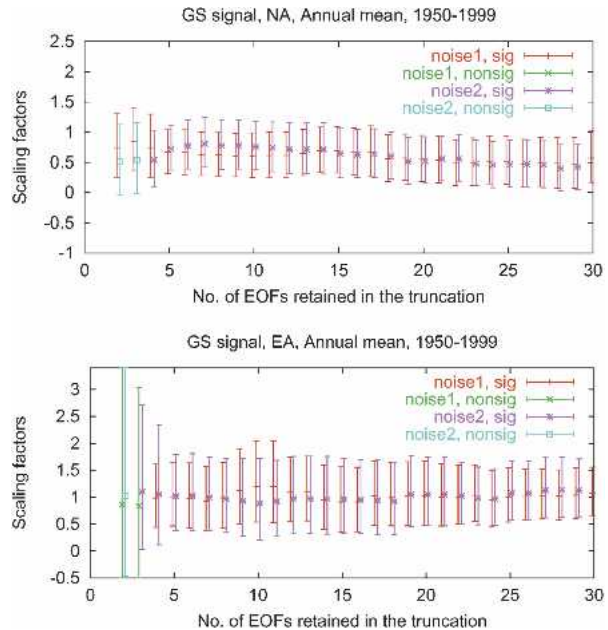 GS signal, NA, Annual mean, 1950-1999
2.5
2
1.5
1
0.5
0
-0.5
-1
Scaling factors
noise1, sig
noise1, nonsig
noise2, sig
noise2, nonsig
0 5 10 15 20 25 30
No. of EOFs retained in the truncation
GS signal, EA, Annual mean, 1950-1999
3
2.5
2
1.5
1
0.5
0
-0.5
Scaling factors
noise1, sig
noise1, nonsig
noise2, sig
noise2, nonsig
0 5 10 15 20 25 30
No. of EOFs retained in the truncation